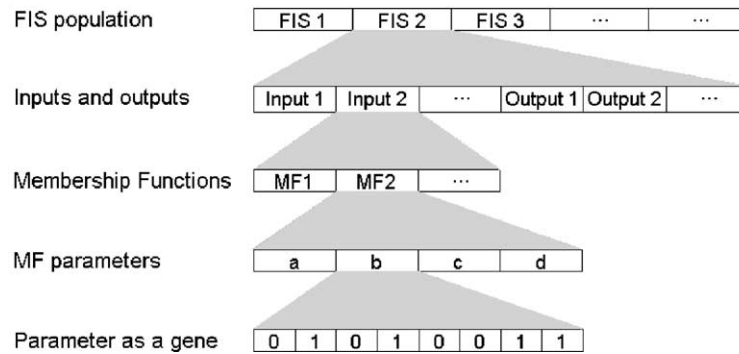 FIS population FIS 1 FIS 2 FIS 3 ... ...
Inputs and outputs Input 1 Input 2 ... Output 1 Output 2 ...
Membership Functions MF1 MF2 ...
MF parameters a b c d
Parameter as a gene 0 1 0 1 0 0 1 1